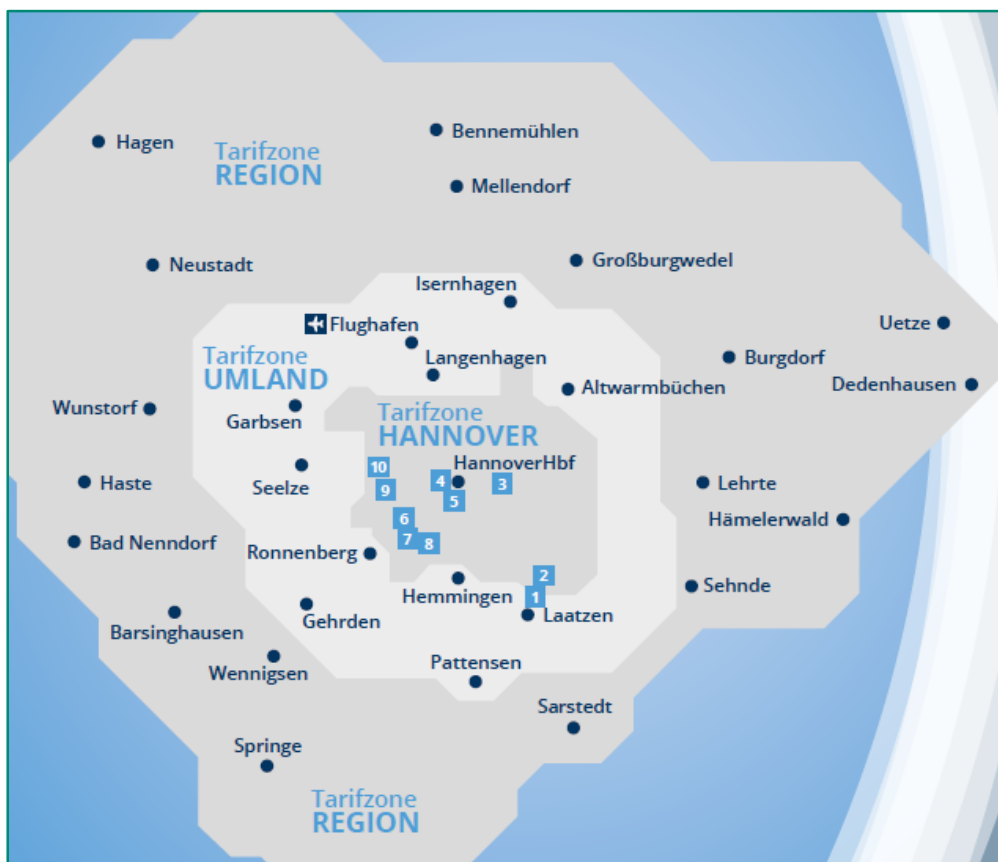 Bennemühlen
Hagen
Tarifzone
REGION
Mellendorf
Großburgwedel
Neustadt
Isernhagen
Flughafen
Uetze
Tarifzone
UMLAND
Langenhagen
Burgdorf
Altwarmbüchen
Dedenhausen
Wunstorf
Garbsen
Tarifzone
HANNOVER
HannoverHbf
10
4
3
Seelze
Haste
Lehrte
9
5
6
Hämelerwald
7
8
Bad Nenndorf
Ronnenberg
2
Hemmingen
1
Sehnde
Laatzen
Gehrden
Barsinghausen
Wennigsen
Pattensen
Sarstedt
Springe
Tarifzone
REGION